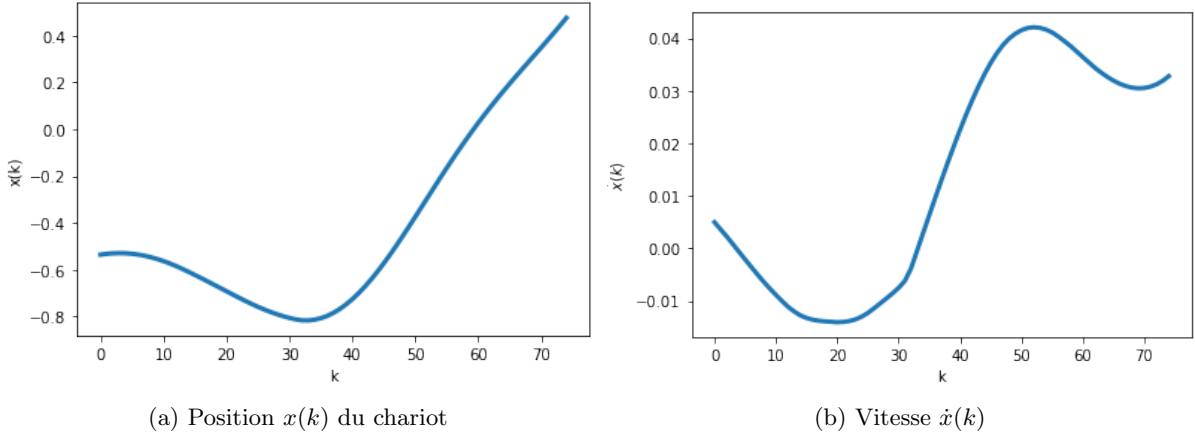 0.4
0.2
0.0
−0.2
−0.4
−0.6
−0.8
x(k)
0 10 20 30 40 50 60 70
k
0.04
0.03
0.02
0.01
0.00
−0.01
ẋ(k)
0 10 20 30 40 50 60 70
k
(a) Position x(k) du chariot
(b) Vitesse ẋ(k)